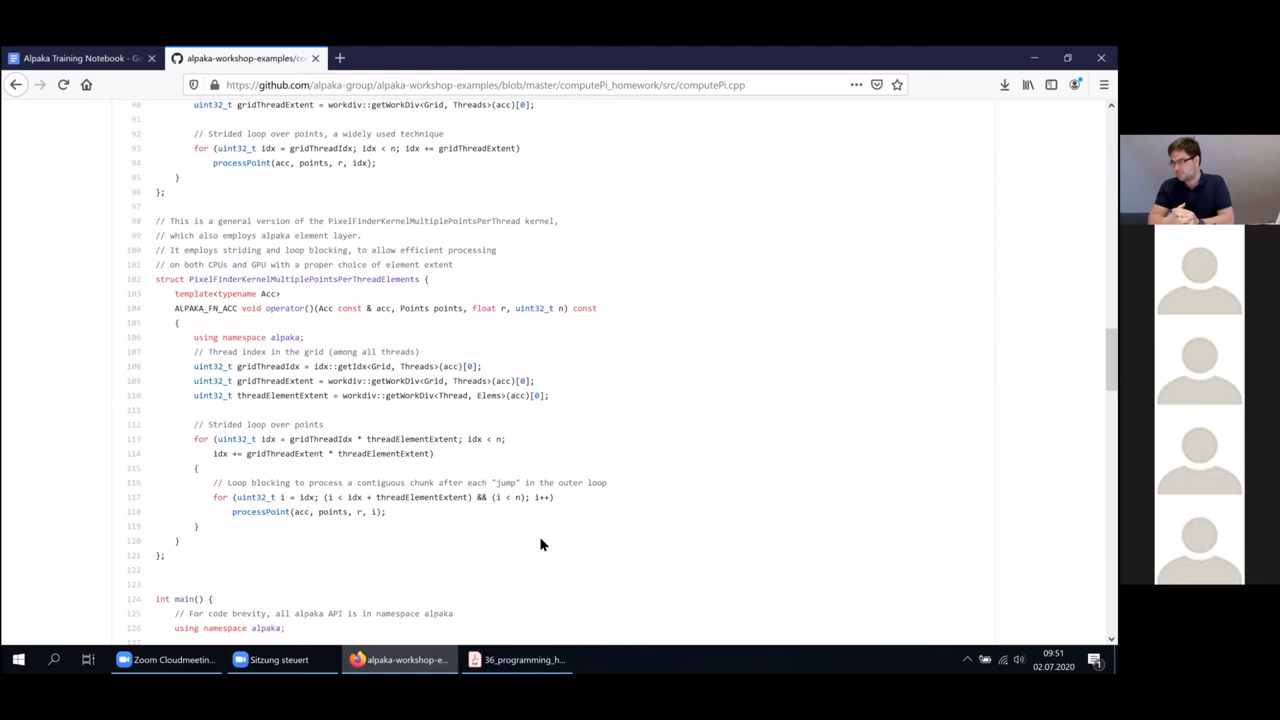 Alpaka Training Notebook - Go
alpaka-workshop-examples/co
https://github.com/alpaka-group/alpaka-workshop-examples/blob/master/computePi_homework/src/computePi.cpp
90 uint32_t gridThreadExtent = workdiv::getWorkDiv<Grid, Threads>(acc)[0];
91
92 // Strided loop over points, a widely used technique
93 for (uint32_t idx = gridThreadIdx; idx < n; idx += gridThreadExtent)
94 processPoint(acc, points, r, idx);
95 }
96 };
97
98 // This is a general version of the PixelFinderKernelMultiplePointsPerThread kernel,
99 // which also employs alpaka element layer.
100 // It employs striding and loop blocking, to allow efficient processing
101 // on both CPUs and GPU with a proper choice of element extent
102 struct PixelFinderKernelMultiplePointsPerThreadElements {
103 template<typename Acc>
104 ALPAKA_FN_ACC void operator()(Acc const & acc, Points points, float r, uint32_t n) const
105 {
106 using namespace alpaka;
107 // Thread index in the grid (among all threads)
108 uint32_t gridThreadIdx = idx::getIdx<Grid, Threads>(acc)[0];
109 uint32_t gridThreadExtent = workdiv::getWorkDiv<Grid, Threads>(acc)[0];
110 uint32_t threadElementExtent = workdiv::getWorkDiv<Thread, Elems>(acc)[0];
111
112 // Strided loop over points
113 for (uint32_t idx = gridThreadIdx * threadElementExtent; idx < n;
114 idx += gridThreadExtent * threadElementExtent)
115 {
116 // Loop blocking to process a contiguous chunk after each "jump" in the outer loop
117 for (uint32_t i = idx; (i < idx + threadElementExtent) && (i < n); i++)
118 processPoint(acc, points, r, i);
119 }
120 }
121 };
122
123
124 int main() {
125 // For code brevity, all alpaka API is in namespace alpaka
126 using namespace alpaka;
127
Zoom Cloudmeetin...
Sitzung steuert
alpaka-workshop-e...
36_programming_h...
09:51
02.07.2020
1